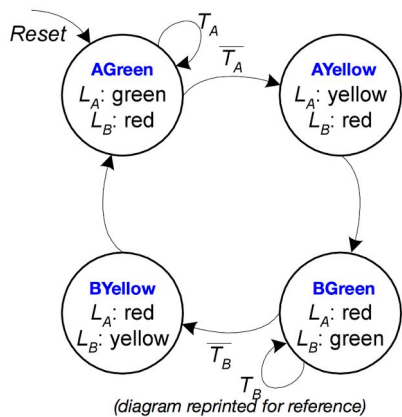 Reset
T_A
AGreen
L_A: green
L_B: red
T̅_A̅
AYellow
L_A: yellow
L_B: red
BYellow
L_A: red
L_B: yellow
T̅_B̅
BGreen
L_A: red
L_B: green
T_B
(diagram reprinted for reference)